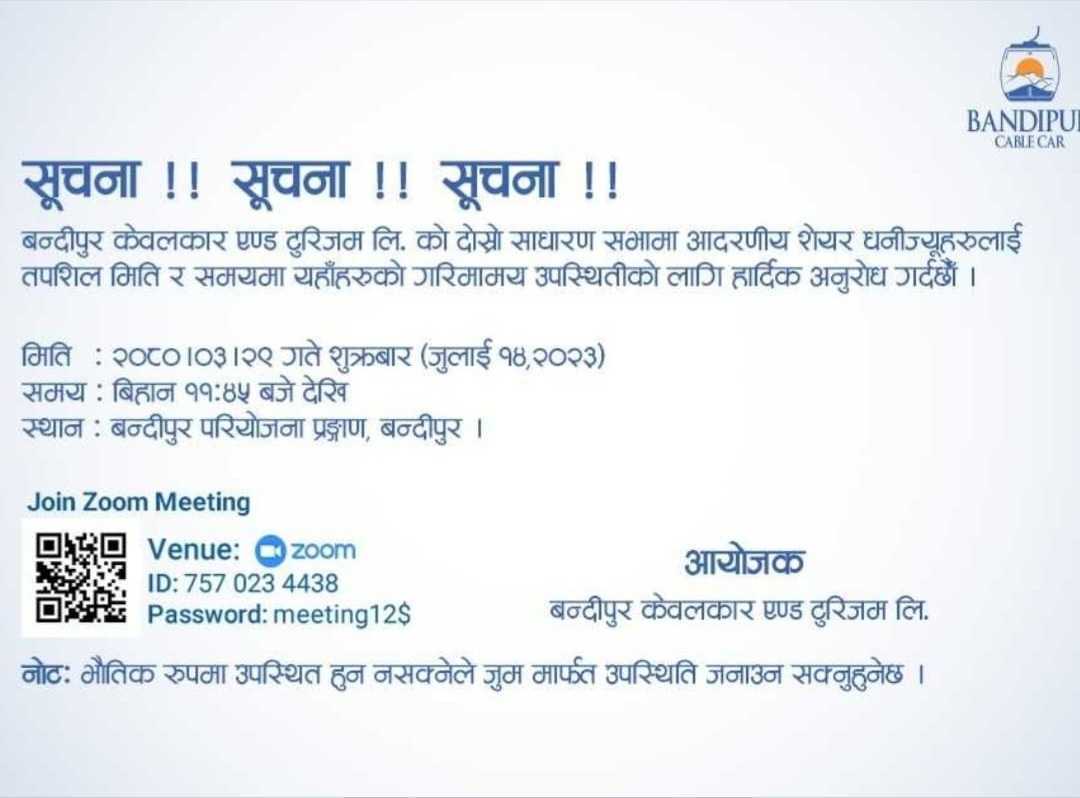 BANDIPU
CABLE CAR
सूचना !! सूचना !! सूचना !!
बन्दीपुर केवलकार एण्ड टुरिजम लि. को दोस्रो साधारण सभामा आदरणीय शेयर धनीज्यूहरुलाई
तपशिल मिति र समयमा यहाँहरुको गरिमामय उपस्थितीको लागि हार्दिक अनुरोध गर्दछौं ।
मिति : २०८०।०३।२९ गते शुक्रबार (जुलाई १४,२०२३)
समय : बिहान ११:४५ बजे देखि
स्थान : बन्दीपुर परियोजना प्रङ्गाण, बन्दीपुर ।
Join Zoom Meeting
Venue: zoom
ID: 757 023 4438
Password: meeting12$
आयोजक
बन्दीपुर केवलकार एण्ड टुरिजम लि.
नोट: भौतिक रुपमा उपस्थित हुन नसक्नेले जुम मार्फत उपस्थिति जनाउन सक्नुहुनेछ ।